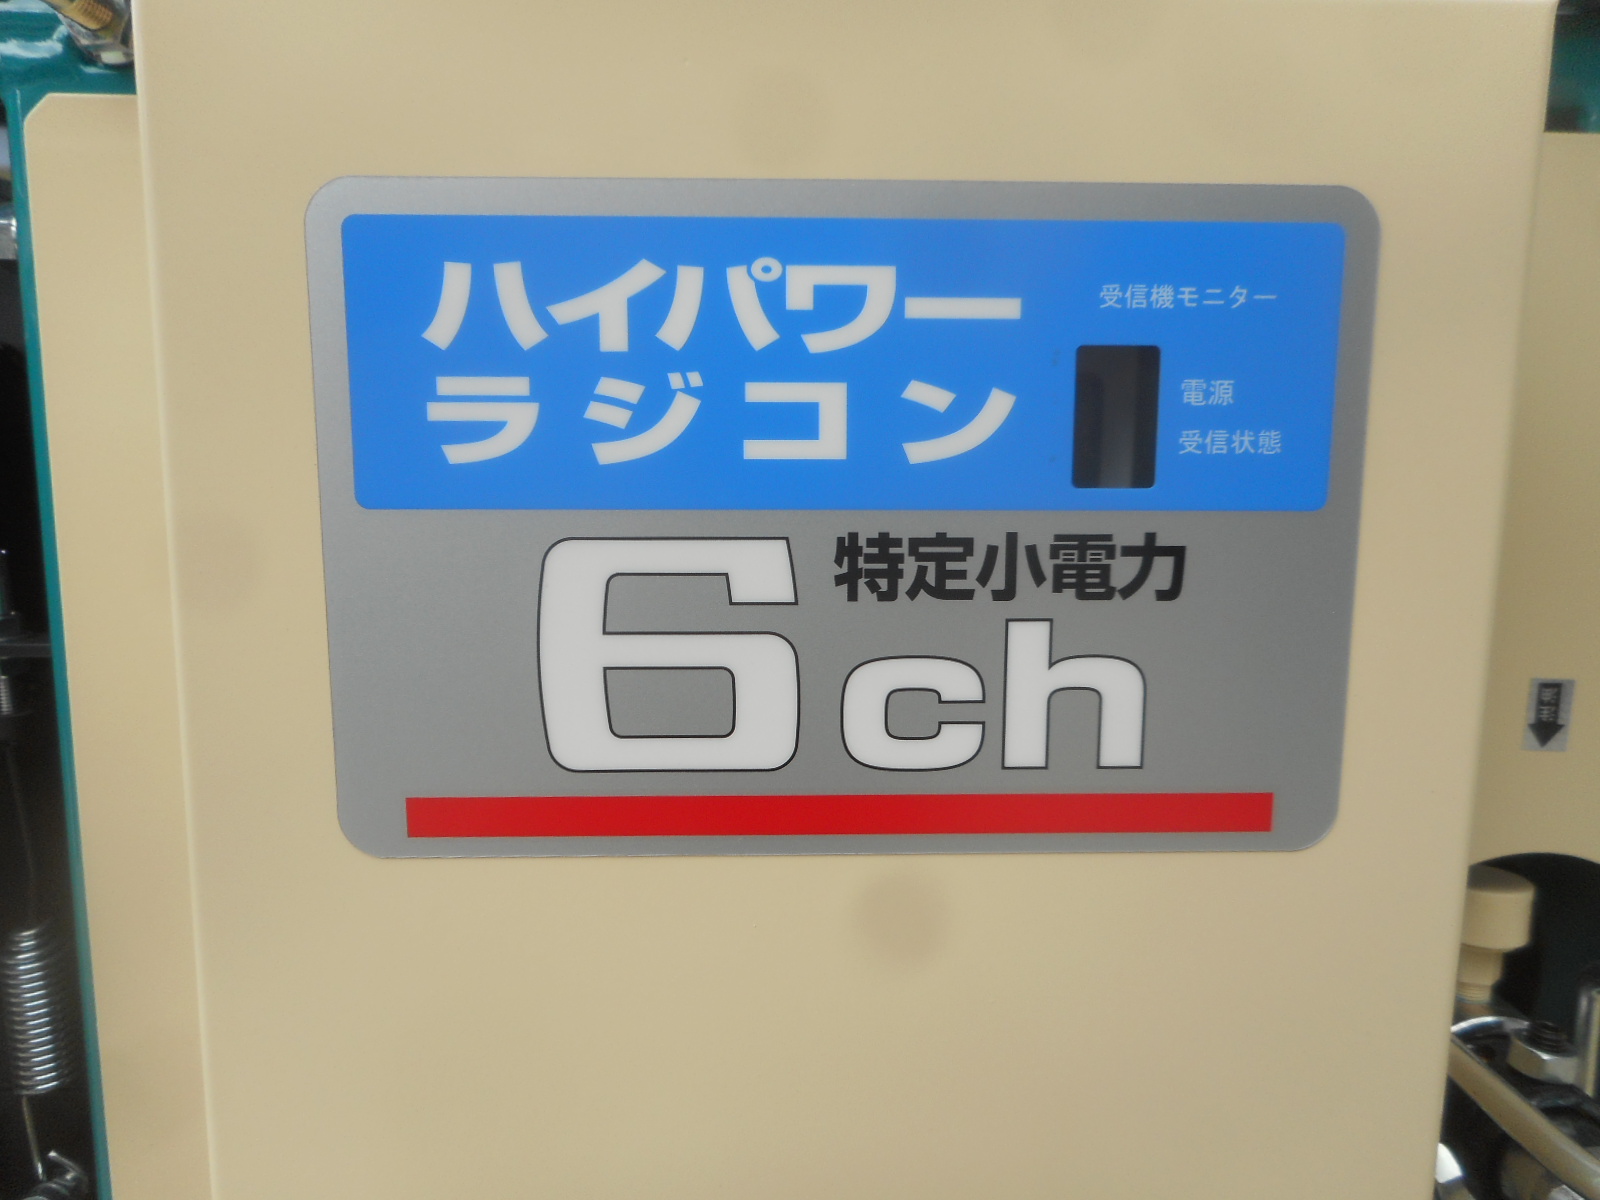 ハイパワー
ラジコン
受信機モニター
電源
受信状態
特定小電力
6ch